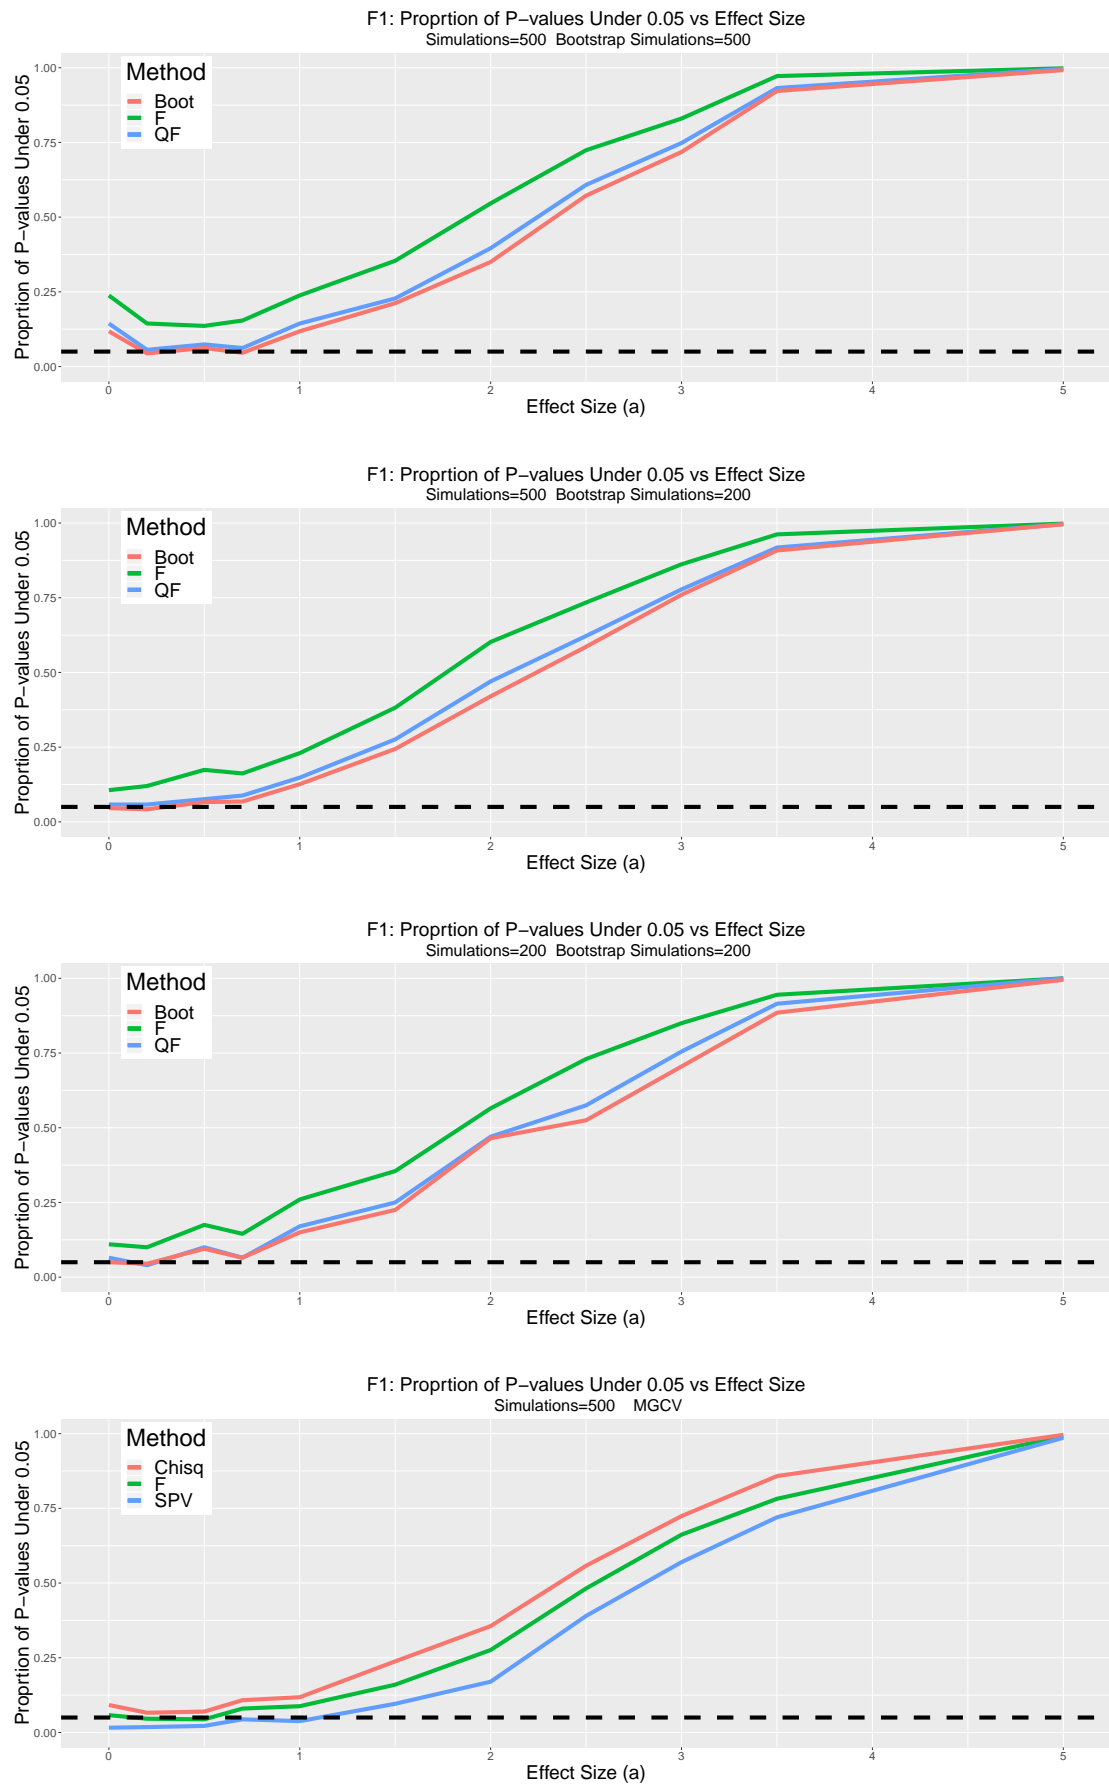 F1: Proprtion of P−values Under 0.05 vs Effect Size
Simulations=500 Bootstrap Simulations=500
Proprtion of P−values Under 0.05
1.00
0.75
0.50
0.25
0.00
Method
Boot
F
QF
0 1 2 3 4 5
Effect Size (a)
F1: Proprtion of P−values Under 0.05 vs Effect Size
Simulations=500 Bootstrap Simulations=200
Proprtion of P−values Under 0.05
1.00
0.75
0.50
0.25
0.00
Method
Boot
F
QF
0 1 2 3 4 5
Effect Size (a)
F1: Proprtion of P−values Under 0.05 vs Effect Size
Simulations=200 Bootstrap Simulations=200
Proprtion of P−values Under 0.05
1.00
0.75
0.50
0.25
0.00
Method
Boot
F
QF
0 1 2 3 4 5
Effect Size (a)
F1: Proprtion of P−values Under 0.05 vs Effect Size
Simulations=500 MGCV
Proprtion of P−values Under 0.05
1.00
0.75
0.50
0.25
0.00
Method
Chisq
F
SPV
0 1 2 3 4 5
Effect Size (a)